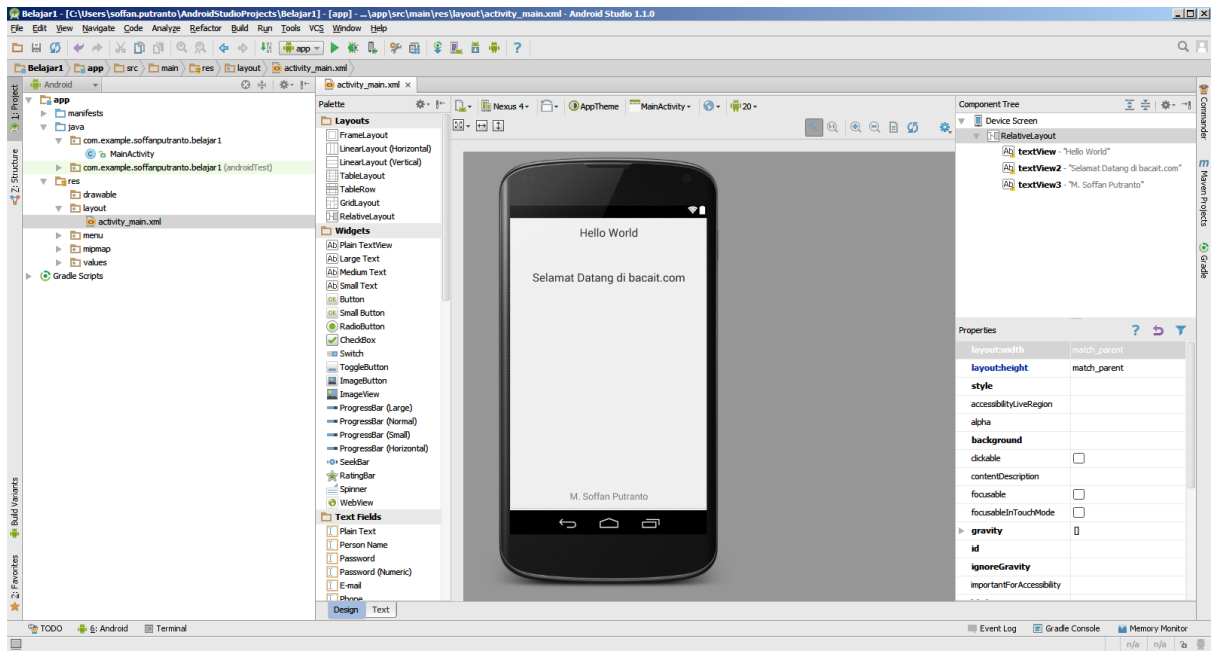 Belajar1 - [C:\Users\soffan.putranto\AndroidStudioProjects\Belajar1] - [app] - ...\app\src\main\res\layout\activity_main.xml - Android Studio 1.1.0
File Edit View Navigate Code Analyze Refactor Build Run Tools VCS Window Help
app
Belajar1 app src main res layout activity_main.xml
1: Project
Z: Structure
Build Variants
2: Favorites
Android
app
manifests
java
com.example.soffanputranto.belajar1
MainActivity
com.example.soffanputranto.belajar1 (androidTest)
res
drawable
layout
activity_main.xml
menu
mipmap
values
Gradle Scripts
activity_main.xml
Palette
Layouts
FrameLayout
LinearLayout (Horizontal)
LinearLayout (Vertical)
TableLayout
TableRow
GridLayout
RelativeLayout
Widgets
Ab Plain TextView
Ab Large Text
Ab Medium Text
Ab Small Text
OK Button
OK Small Button
RadioButton
CheckBox
Switch
ToggleButton
ImageButton
ImageView
ProgressBar (Large)
ProgressBar (Normal)
ProgressBar (Small)
ProgressBar (Horizontal)
SeekBar
RatingBar
Spinner
WebView
Text Fields
Plain Text
Person Name
Password
Password (Numeric)
E-mail
Phone
Design Text
Nexus 4 AppTheme MainActivity 20
Hello World
Selamat Datang di bacait.com
M. Soffan Putranto
Component Tree
Device Screen
RelativeLayout
Ab textView - "Hello World"
Ab textView2 - "Selamat Datang di bacait.com"
Ab textView3 - "M. Soffan Putranto"
Properties
layout:width match_parent
layout:height match_parent
style
accessibilityLiveRegion
alpha
background
clickable
contentDescription
focusable
focusableInTouchMode
gravity []
id
ignoreGravity
importantForAccessibility
Commander
m Maven Projects
Gradle
TODO 6: Android Terminal Event Log Gradle Console Memory Monitor
n/a n/a